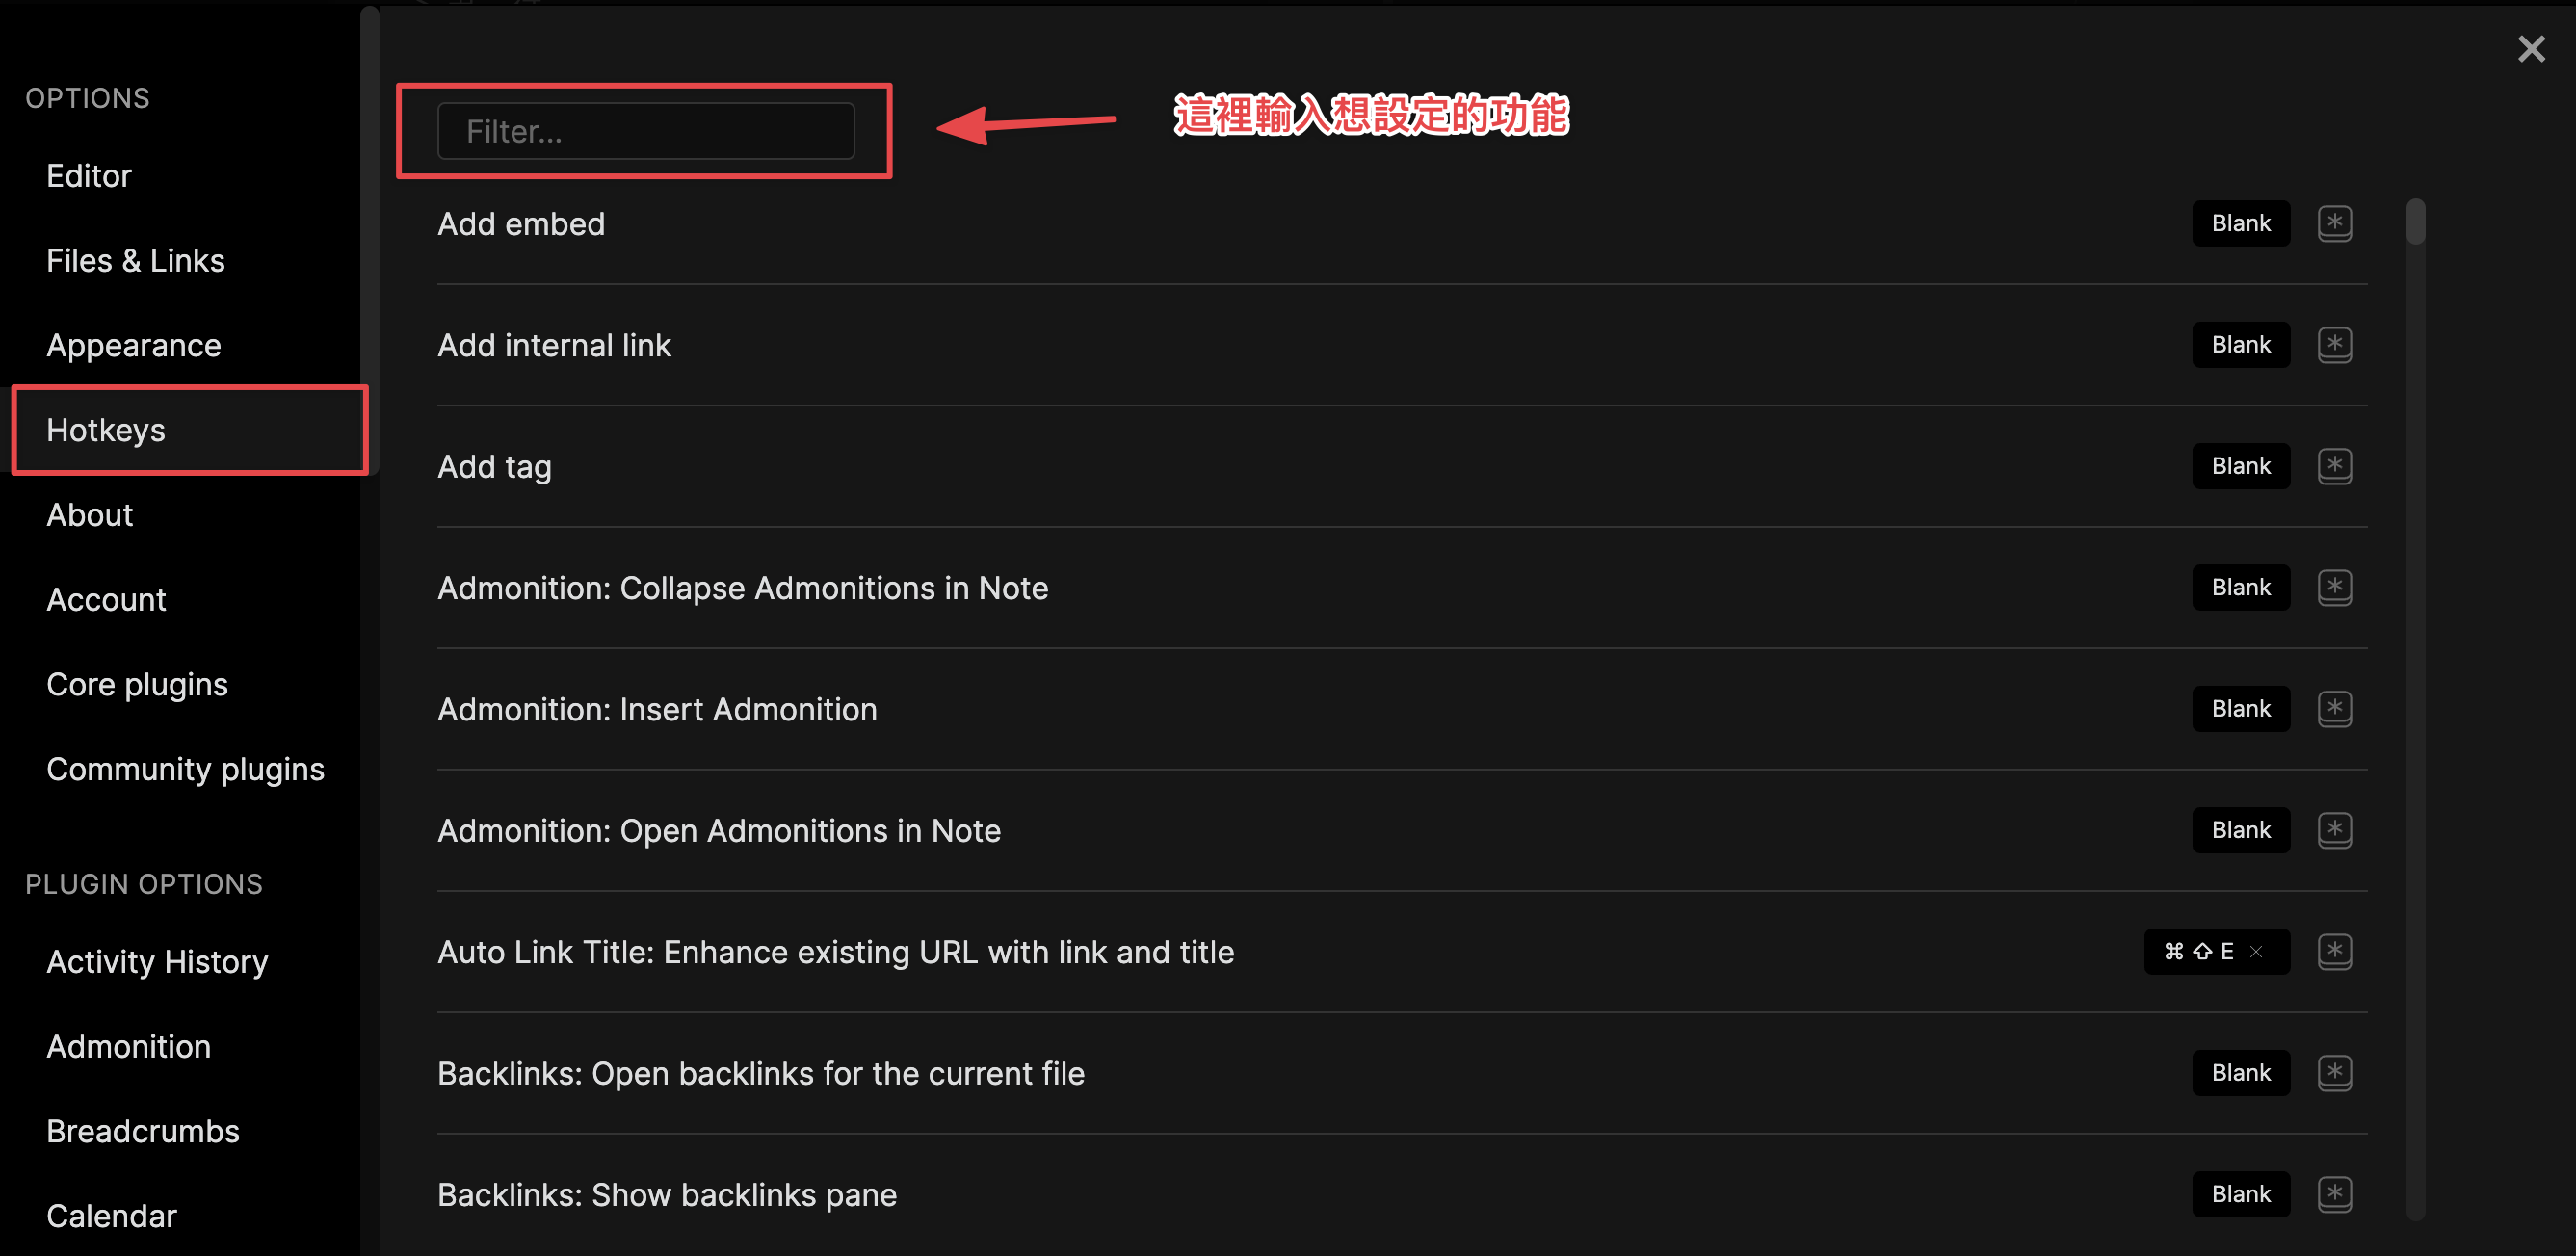 OPTIONS
Editor
Files & Links
Appearance
Hotkeys
About
Account
Core plugins
Community plugins
PLUGIN OPTIONS
Activity History
Admonition
Breadcrumbs
Calendar
Filter...
這裡輸入想設定的功能
Add embed Blank
Add internal link Blank
Add tag Blank
Admonition: Collapse Admonitions in Note Blank
Admonition: Insert Admonition Blank
Admonition: Open Admonitions in Note Blank
Auto Link Title: Enhance existing URL with link and title ⌘ ⇧ E ×
Backlinks: Open backlinks for the current file Blank
Backlinks: Show backlinks pane Blank